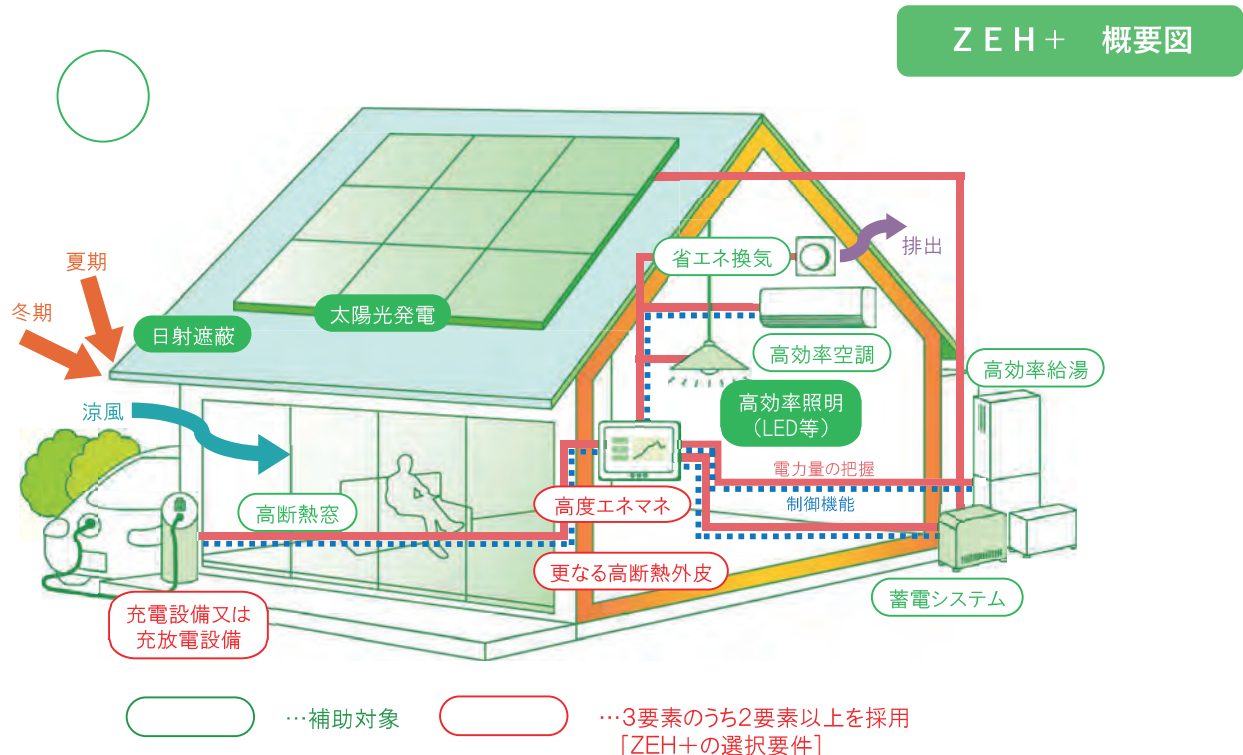 ZEH＋ 概要図
夏期
冬期
日射遮蔽
太陽光発電
省エネ換気
排出
高効率空調
高効率給湯
涼風
高効率照明
（LED等）
電力量の把握
制御機能
高断熱窓
高度エネマネ
更なる高断熱外皮
蓄電システム
充電設備又は
充放電設備
…補助対象
…3要素のうち2要素以上を採用
［ZEH＋の選択要件］